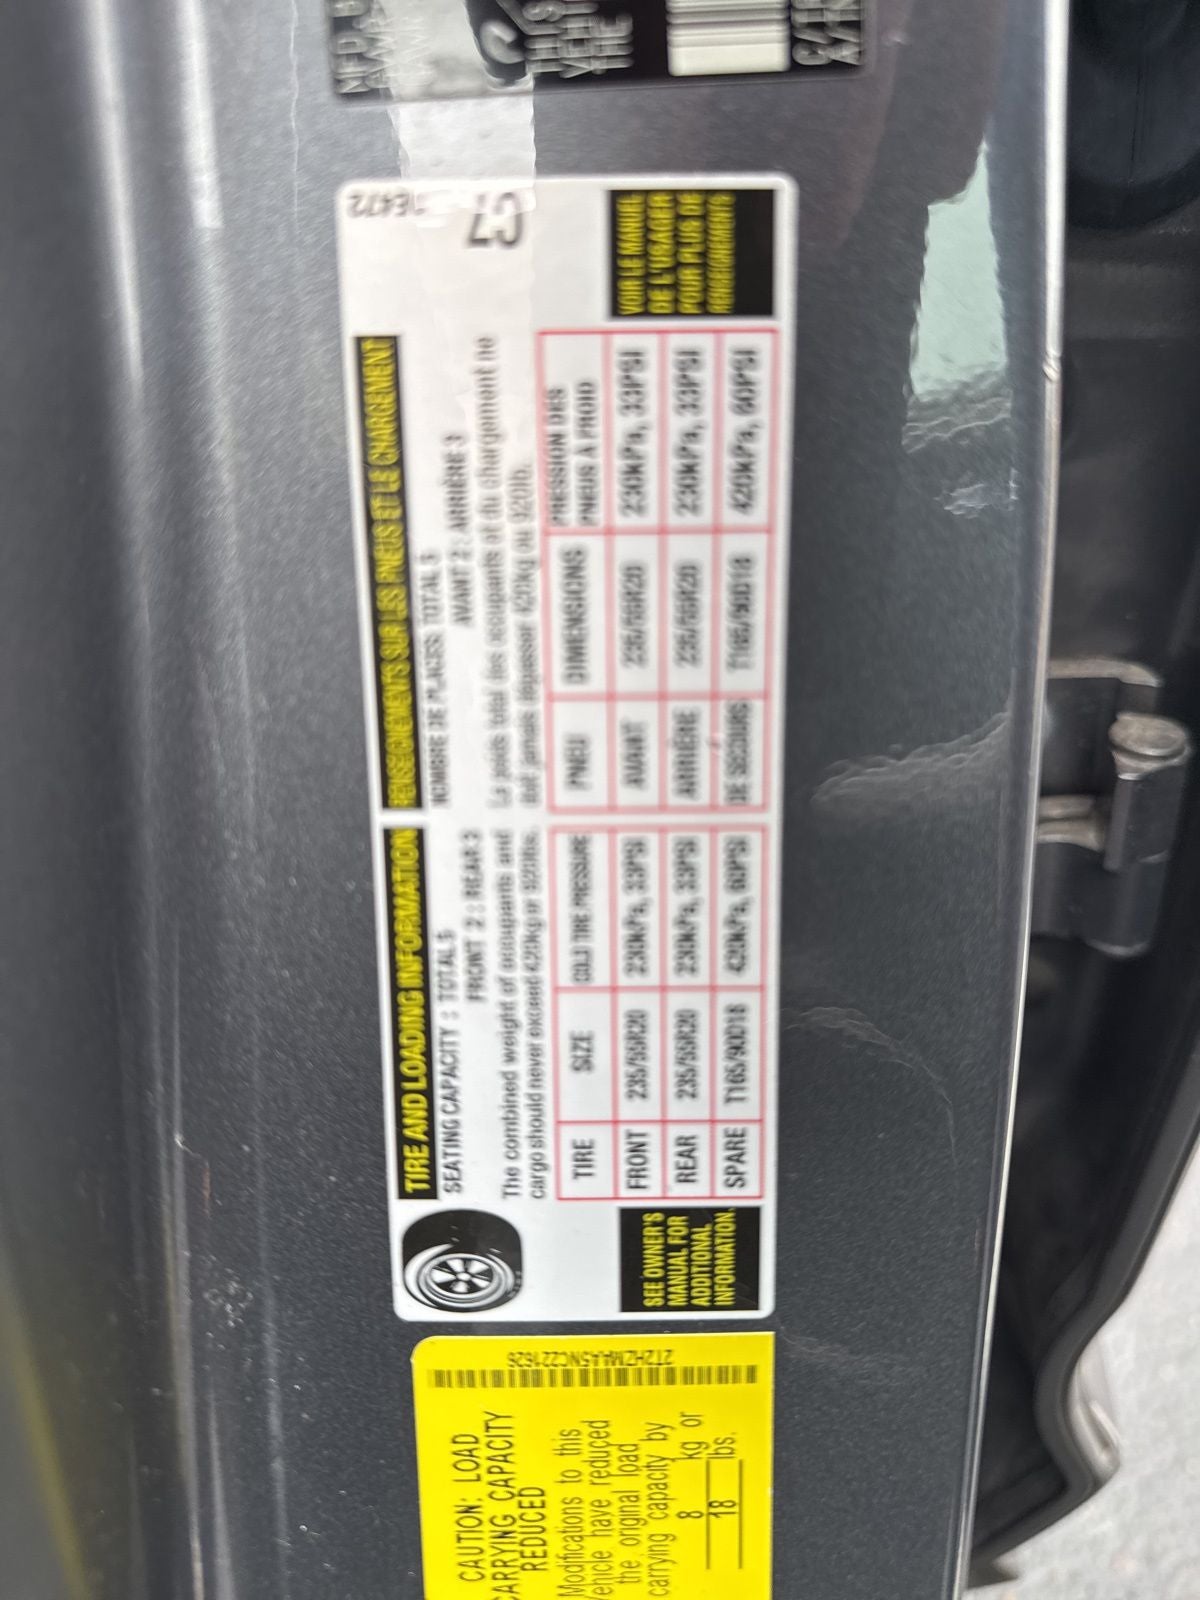 TIRE AND LOADING INFORMATION
SEATING CAPACITY : TOTAL 5
FRONT 2 : REAR 3
The combined weight of occupants and
cargo should never exceed 420kg or 920lbs.
TIRE SIZE COLD TIRE PRESSURE
FRONT 235/55R20 230kPa, 33PSI
REAR 235/55R20 230kPa, 33PSI
SPARE T165/90D18 420kPa, 60PSI
SEE OWNER'S
MANUAL FOR
ADDITIONAL
INFORMATION.
RENSEIGNEMENTS SUR LES PNEUS ET LE CHARGEMENT
NOMBRE DE PLACES: TOTAL 5
AVANT 2 : ARRIÈRE 3
Le poids total des occupants et du chargement ne
doit jamais dépasser 420kg ou 920lb.
PNEU DIMENSIONS PRESSION DES
PNEUS À FROID
AVANT 235/55R20 230kPa, 33PSI
ARRIÈRE 235/55R20 230kPa, 33PSI
DE SECOURS T165/90D18 420kPa, 60PSI
VOIR LE MANUEL
DE L'USAGER
POUR PLUS DE
RENSEIGNEMENTS
C7
1E472
CAUTION: LOAD
CARRYING CAPACITY
REDUCED
Modifications to this
vehicle have reduced
the original load
carrying capacity by
8 kg or
18 lbs.
THE